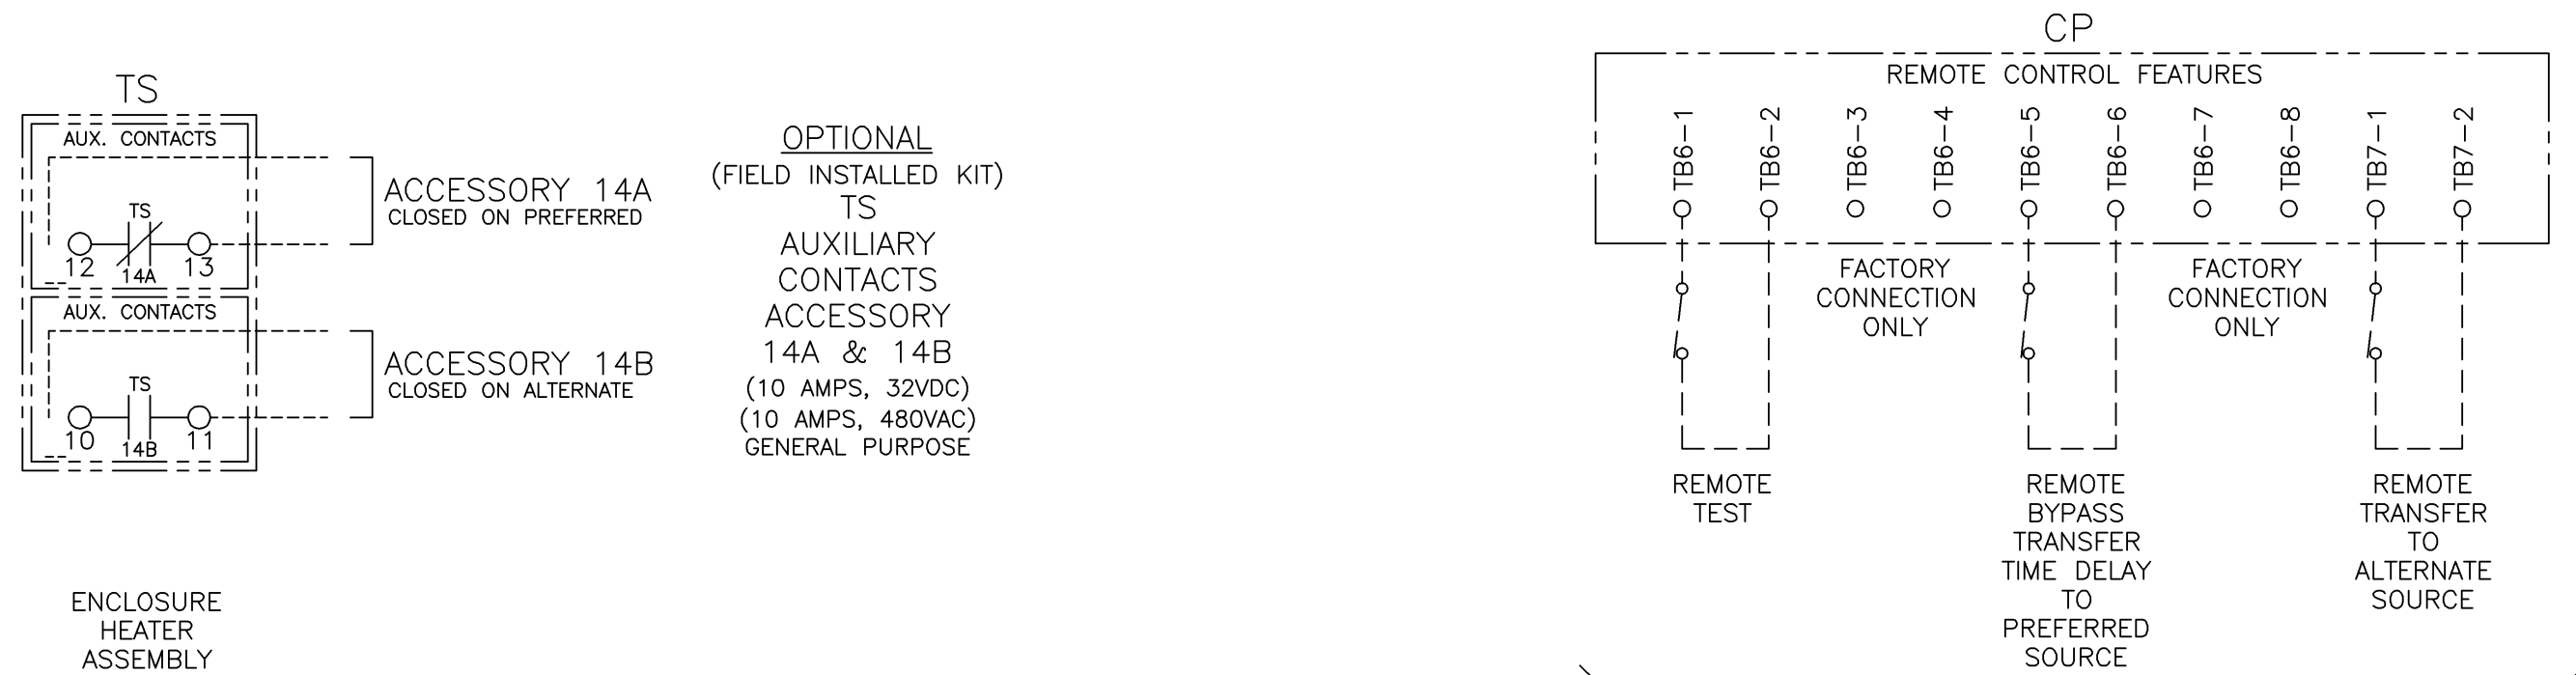 TS
AUX. CONTACTS
TS
12
14A
13
ACCESSORY 14A
CLOSED ON PREFERRED
AUX. CONTACTS
TS
10
14B
11
ACCESSORY 14B
CLOSED ON ALTERNATE
ENCLOSURE
HEATER
ASSEMBLY
OPTIONAL
(FIELD INSTALLED KIT)
TS
AUXILIARY
CONTACTS
ACCESSORY
14A & 14B
(10 AMPS, 32VDC)
(10 AMPS, 480VAC)
GENERAL PURPOSE
CP
REMOTE CONTROL FEATURES
TB6-1
TB6-2
TB6-3
TB6-4
TB6-5
TB6-6
TB6-7
TB6-8
TB7-1
TB7-2
FACTORY
CONNECTION
ONLY
FACTORY
CONNECTION
ONLY
REMOTE
TEST
REMOTE
BYPASS
TRANSFER
TIME DELAY
TO
PREFERRED
SOURCE
REMOTE
TRANSFER
TO
ALTERNATE
SOURCE